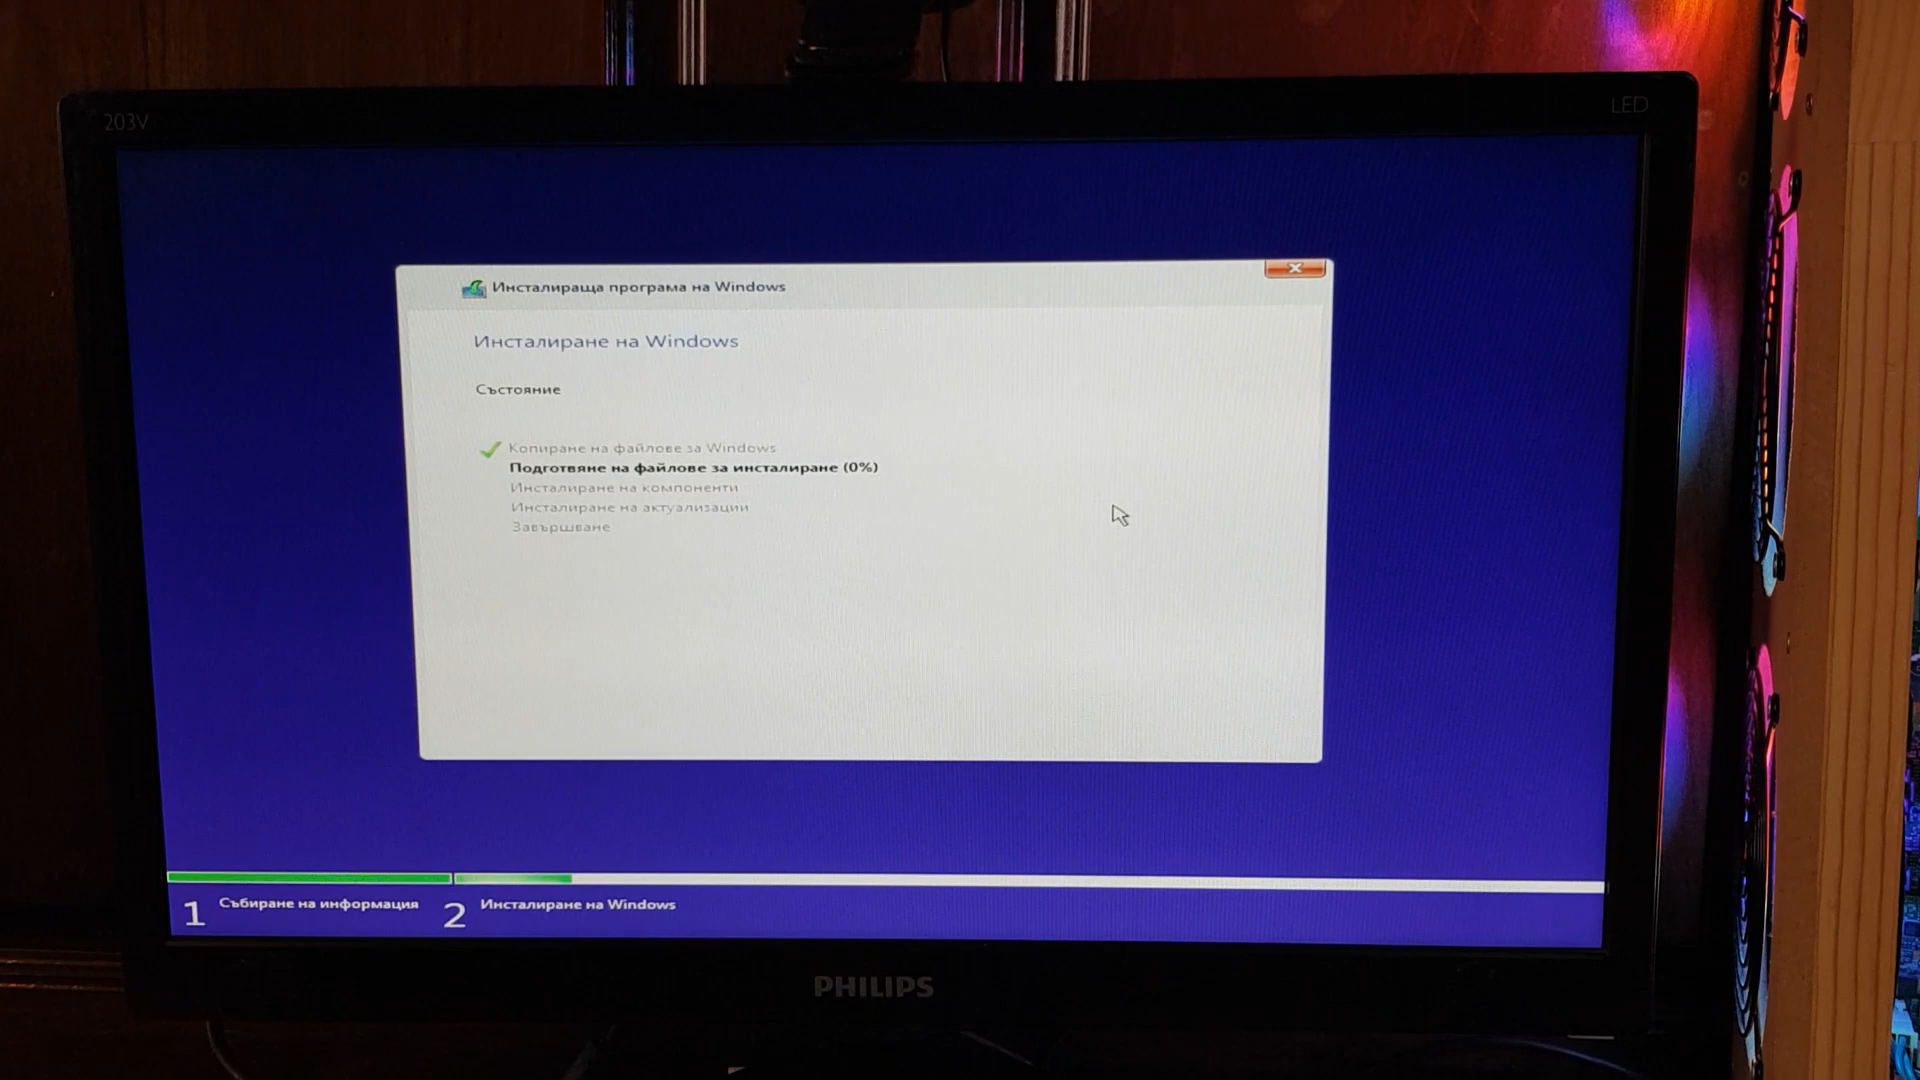 203V
LED
Инсталираща програма на Windows
Инсталиране на Windows
Състояние
Копиране на файлове за Windows
Подготвяне на файлове за инсталиране (0%)
Инсталиране на компоненти
Инсталиране на актуализации
Завършване
1 Събиране на информация
2 Инсталиране на Windows
PHILIPS